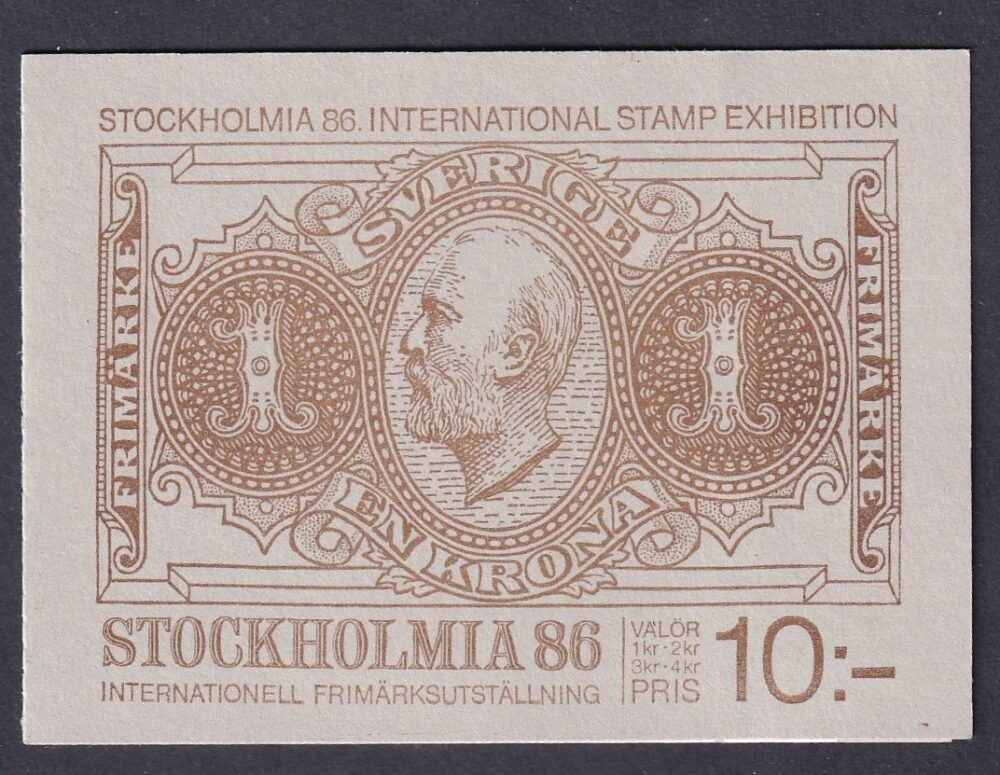 STOCKHOLMIA 86. INTERNATIONAL STAMP EXHIBITION
SVERIGE
FRIMÄRKE
1
1
FRIMÄRKE
EN KRONA
STOCKHOLMIA 86
INTERNATIONELL FRIMÄRKSUTSTÄLLNING
VALÖR
1kr · 2kr
3kr · 4kr
PRIS
10:-